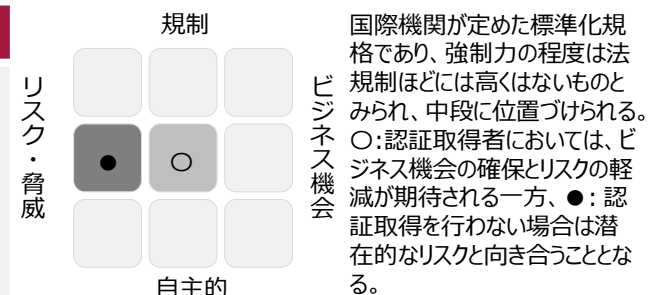 規制
リスク・脅威
●
〇
ビジネス機会
自主的
国際機関が定めた標準化規
格であり、強制力の程度は法
規制ほどには高くはないものと
みられ、中段に位置づけられる。
〇:認証取得者においては、ビ
ジネス機会の確保とリスクの軽
減が期待される一方、●: 認
証取得を行わない場合は潜
在的なリスクと向き合うこととな
る。